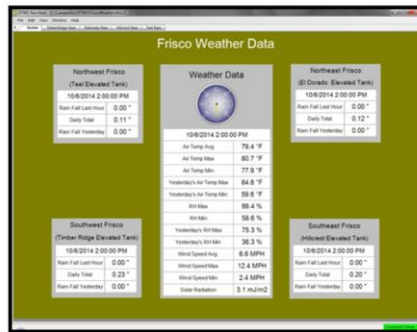 File Edit View Window Help
Frisco Weather Data
Northwest Frisco
(Teel Elevated Tank)
10/6/2014 2:00:00 PM
Rain Fall Last Hour 0.00 "
Daily Total 0.11 "
Rain Fall Yesterday 0.00 "
Weather Data
10/6/2014 2:00:00 PM
Air Temp Avg 79.4 °F
Air Temp Max 80.7 °F
Air Temp Min 77.9 °F
Yesterday's Air Temp Max 84.8 °F
Yesterday's Air Temp Min 59.6 °F
RH Max 66.4 %
RH Min 58.6 %
Yesterday's RH Max 75.3 %
Yesterday's RH Min 36.3 %
Wind Speed Avg 6.6 MPH
Wind Speed Max 12.4 MPH
Wind Speed Min 2.4 MPH
Solar Radiation 3.1 mJ/m2
Northeast Frisco
(El Dorado Elevated Tank)
10/6/2014 2:00:00 PM
Rain Fall Last Hour 0.00 "
Daily Total 0.12 "
Rain Fall Yesterday 0.00 "
Southwest Frisco
(Timber Ridge Elevated Tank)
10/6/2014 2:00:00 PM
Rain Fall Last Hour 0.00 "
Daily Total 0.23 "
Rain Fall Yesterday 0.00 "
Southeast Frisco
(Hillcrest Elevated Tank)
10/6/2014 2:00:00 PM
Rain Fall Last Hour 0.00 "
Daily Total 0.20 "
Rain Fall Yesterday 0.00 "